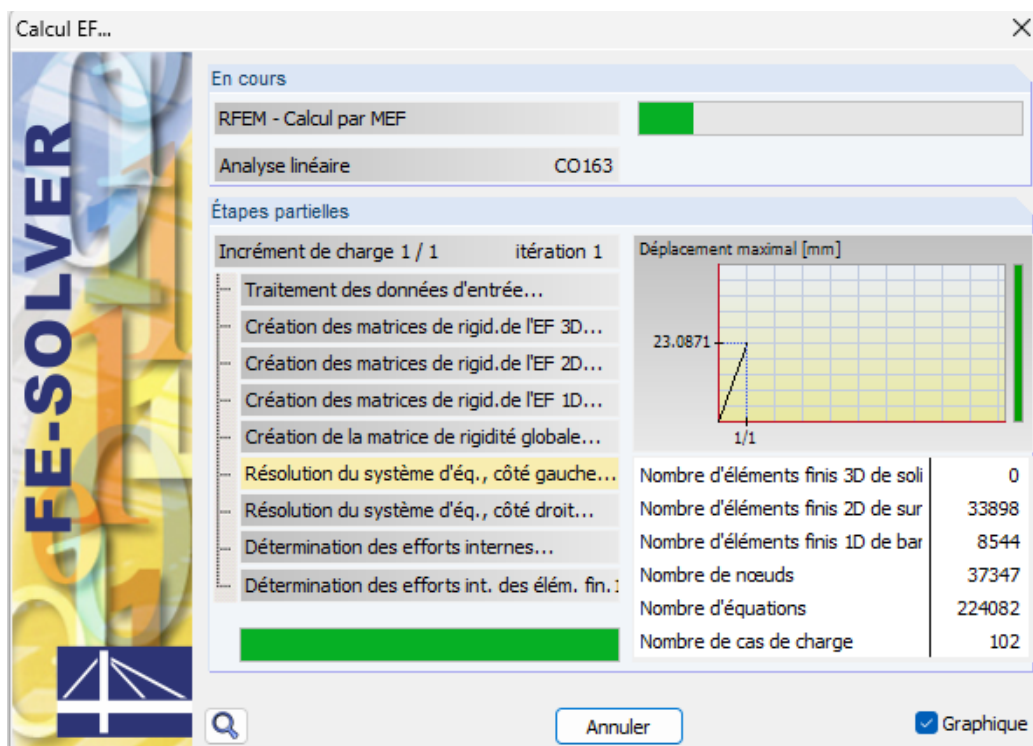 Calcul EF...
FE-SOLVER
En cours
RFEM - Calcul par MEF
Analyse linéaire CO163
Étapes partielles
Incrément de charge 1 / 1 itération 1
Traitement des données d'entrée...
Création des matrices de rigid.de l'EF 3D...
Création des matrices de rigid.de l'EF 2D...
Création des matrices de rigid.de l'EF 1D...
Création de la matrice de rigidité globale...
Résolution du système d'éq., côté gauche...
Résolution du système d'éq., côté droit...
Détermination des efforts internes...
Détermination des efforts int. des élém. fin.1
Déplacement maximal [mm]
23.0871
1/1
Nombre d'éléments finis 3D de soli 0
Nombre d'éléments finis 2D de sur 33898
Nombre d'éléments finis 1D de bar 8544
Nombre de nœuds 37347
Nombre d'équations 224082
Nombre de cas de charge 102
Annuler
Graphique